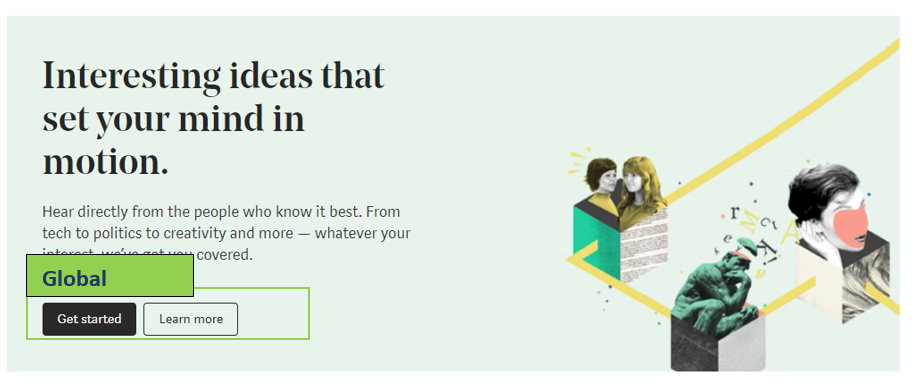 Interesting ideas that
set your mind in
motion.
Hear directly from the people who know it best. From
tech to politics to creativity and more — whatever your
interest, we've got you covered.
Global
Get started
Learn more